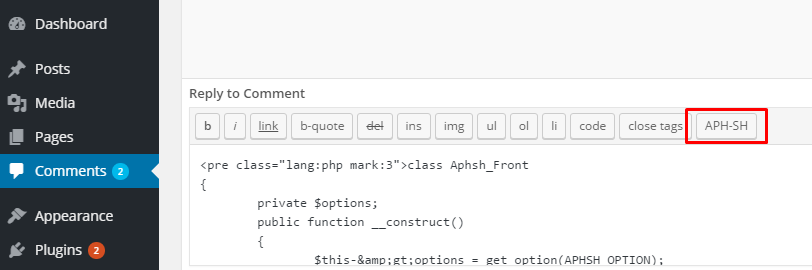 Dashboard
Posts
Media
Pages
Comments 2
Appearance
Plugins 2
Reply to Comment
b i link b-quote del ins img ul ol li code close tags APH-SH
<pre class="lang:php mark:3">class Aphsh_Front
{
private $options;
public function __construct()
{
$this-&amp;gt;options = get_option(APHSH_OPTION);